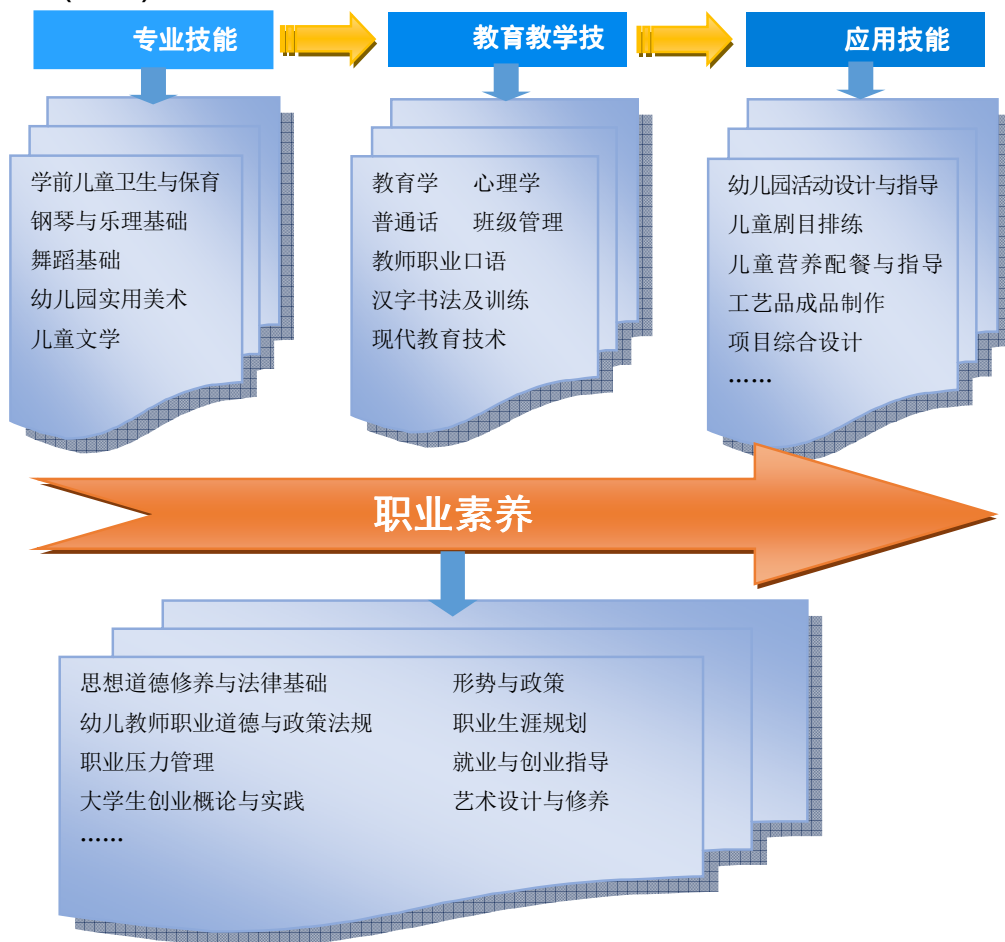 专业技能
教育教学技
应用技能
学前儿童卫生与保育
钢琴与乐理基础
舞蹈基础
幼儿园实用美术
儿童文学
教育学 心理学
普通话 班级管理
教师职业口语
汉字书法及训练
现代教育技术
幼儿园活动设计与指导
儿童剧目排练
儿童营养配餐与指导
工艺品成品制作
项目综合设计
……
职业素养
思想道德修养与法律基础 形势与政策
幼儿教师职业道德与政策法规 职业生涯规划
职业压力管理 就业与创业指导
大学生创业概论与实践 艺术设计与修养
……